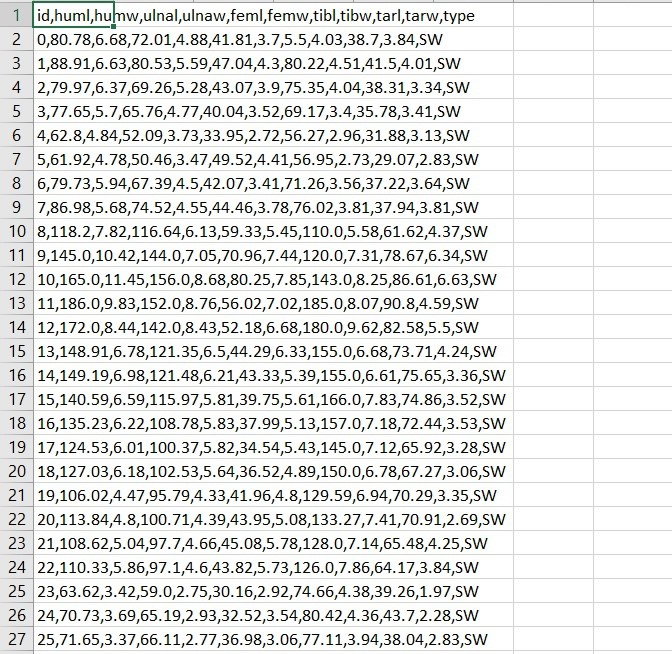 1 id,huml,humw,ulnal,ulnaw,feml,femw,tibl,tibw,tarl,tarw,type
2 0,80.78,6.68,72.01,4.88,41.81,3.7,5.5,4.03,38.7,3.84,SW
3 1,88.91,6.63,80.53,5.59,47.04,4.3,80.22,4.51,41.5,4.01,SW
4 2,79.97,6.37,69.26,5.28,43.07,3.9,75.35,4.04,38.31,3.34,SW
5 3,77.65,5.7,65.76,4.77,40.04,3.52,69.17,3.4,35.78,3.41,SW
6 4,62.8,4.84,52.09,3.73,33.95,2.72,56.27,2.96,31.88,3.13,SW
7 5,61.92,4.78,50.46,3.47,49.52,4.41,56.95,2.73,29.07,2.83,SW
8 6,79.73,5.94,67.39,4.5,42.07,3.41,71.26,3.56,37.22,3.64,SW
9 7,86.98,5.68,74.52,4.55,44.46,3.78,76.02,3.81,37.94,3.81,SW
10 8,118.2,7.82,116.64,6.13,59.33,5.45,110.0,5.58,61.62,4.37,SW
11 9,145.0,10.42,144.0,7.05,70.96,7.44,120.0,7.31,78.67,6.34,SW
12 10,165.0,11.45,156.0,8.68,80.25,7.85,143.0,8.25,86.61,6.63,SW
13 11,186.0,9.83,152.0,8.76,56.02,7.02,185.0,8.07,90.8,4.59,SW
14 12,172.0,8.44,142.0,8.43,52.18,6.68,180.0,9.62,82.58,5.5,SW
15 13,148.91,6.78,121.35,6.5,44.29,6.33,155.0,6.68,73.71,4.24,SW
16 14,149.19,6.98,121.48,6.21,43.33,5.39,155.0,6.61,75.65,3.36,SW
17 15,140.59,6.59,115.97,5.81,39.75,5.61,166.0,7.83,74.86,3.52,SW
18 16,135.23,6.22,108.78,5.83,37.99,5.13,157.0,7.18,72.44,3.53,SW
19 17,124.53,6.01,100.37,5.82,34.54,5.43,145.0,7.12,65.92,3.28,SW
20 18,127.03,6.18,102.53,5.64,36.52,4.89,150.0,6.78,67.27,3.06,SW
21 19,106.02,4.47,95.79,4.33,41.96,4.8,129.59,6.94,70.29,3.35,SW
22 20,113.84,4.8,100.71,4.39,43.95,5.08,133.27,7.41,70.91,2.69,SW
23 21,108.62,5.04,97.7,4.66,45.08,5.78,128.0,7.14,65.48,4.25,SW
24 22,110.33,5.86,97.1,4.6,43.82,5.73,126.0,7.86,64.17,3.84,SW
25 23,63.62,3.42,59.0,2.75,30.16,2.92,74.66,4.38,39.26,1.97,SW
26 24,70.73,3.69,65.19,2.93,32.52,3.54,80.42,4.36,43.7,2.28,SW
27 25,71.65,3.37,66.11,2.77,36.98,3.06,77.11,3.94,38.04,2.83,SW